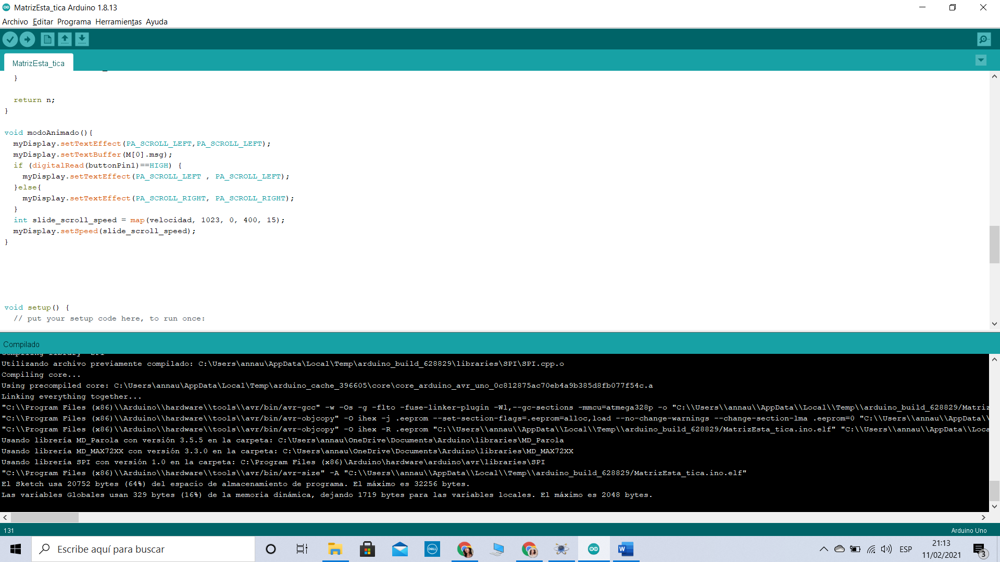 MatrizEsta_tica Arduino 1.8.13
Archivo Editar Programa Herramientas Ayuda
MatrizEsta_tica
}
return n;
}
void modoAnimado(){
myDisplay.setTextEffect(PA_SCROLL_LEFT,PA_SCROLL_LEFT);
myDisplay.setTextBuffer(M[0].msg);
if (digitalRead(buttonPin1)==HIGH) {
myDisplay.setTextEffect(PA_SCROLL_LEFT , PA_SCROLL_LEFT);
}else{
myDisplay.setTextEffect(PA_SCROLL_RIGHT, PA_SCROLL_RIGHT);
}
int slide_scroll_speed = map(velocidad, 1023, 0, 400, 15);
myDisplay.setSpeed(slide_scroll_speed);
}
void setup() {
// put your setup code here, to run once:
Compilado
Compiling library "SPI"
Utilizando archivo previamente compilado: C:\Users\annau\AppData\Local\Temp\arduino_build_628829\libraries\SPI\SPI.cpp.o
Compiling core...
Using precompiled core: C:\Users\annau\AppData\Local\Temp\arduino_cache_396605\core\core_arduino_avr_uno_0c812875ac70eb4a9b385d8fb077f54c.a
Linking everything together...
"C:\\Program Files (x86)\\Arduino\\hardware\\tools\\avr/bin/avr-gcc" -w -Os -g -flto -fuse-linker-plugin -Wl,--gc-sections -mmcu=atmega328p -o "C:\\Users\\annau\\AppData\\Local\\Temp\\arduino_build_628829/Matriz
"C:\\Program Files (x86)\\Arduino\\hardware\\tools\\avr/bin/avr-objcopy" -O ihex -j .eeprom --set-section-flags=.eeprom=alloc,load --no-change-warnings --change-section-lma .eeprom=0 "C:\\Users\\annau\\AppData\\
"C:\\Program Files (x86)\\Arduino\\hardware\\tools\\avr/bin/avr-objcopy" -O ihex -R .eeprom "C:\\Users\\annau\\AppData\\Local\\Temp\\arduino_build_628829/MatrizEsta_tica.ino.elf" "C:\\Users\\annau\\AppData\\Loca
Usando librería MD_Parola con versión 3.5.5 en la carpeta: C:\Users\annau\OneDrive\Documents\Arduino\libraries\MD_Parola
Usando librería MD_MAX72XX con versión 3.3.0 en la carpeta: C:\Users\annau\OneDrive\Documents\Arduino\libraries\MD_MAX72XX
Usando librería SPI con versión 1.0 en la carpeta: C:\Program Files (x86)\Arduino\hardware\arduino\avr\libraries\SPI
"C:\\Program Files (x86)\\Arduino\\hardware\\tools\\avr/bin/avr-size" -A "C:\\Users\\annau\\AppData\\Local\\Temp\\arduino_build_628829/MatrizEsta_tica.ino.elf"
El Sketch usa 20752 bytes (64%) del espacio de almacenamiento de programa. El máximo es 32256 bytes.
Las variables Globales usan 329 bytes (16%) de la memoria dinámica, dejando 1719 bytes para las variables locales. El máximo es 2048 bytes.
131
Arduino Uno
Escribe aquí para buscar
DELL
W
ESP
21:13
11/02/2021
3